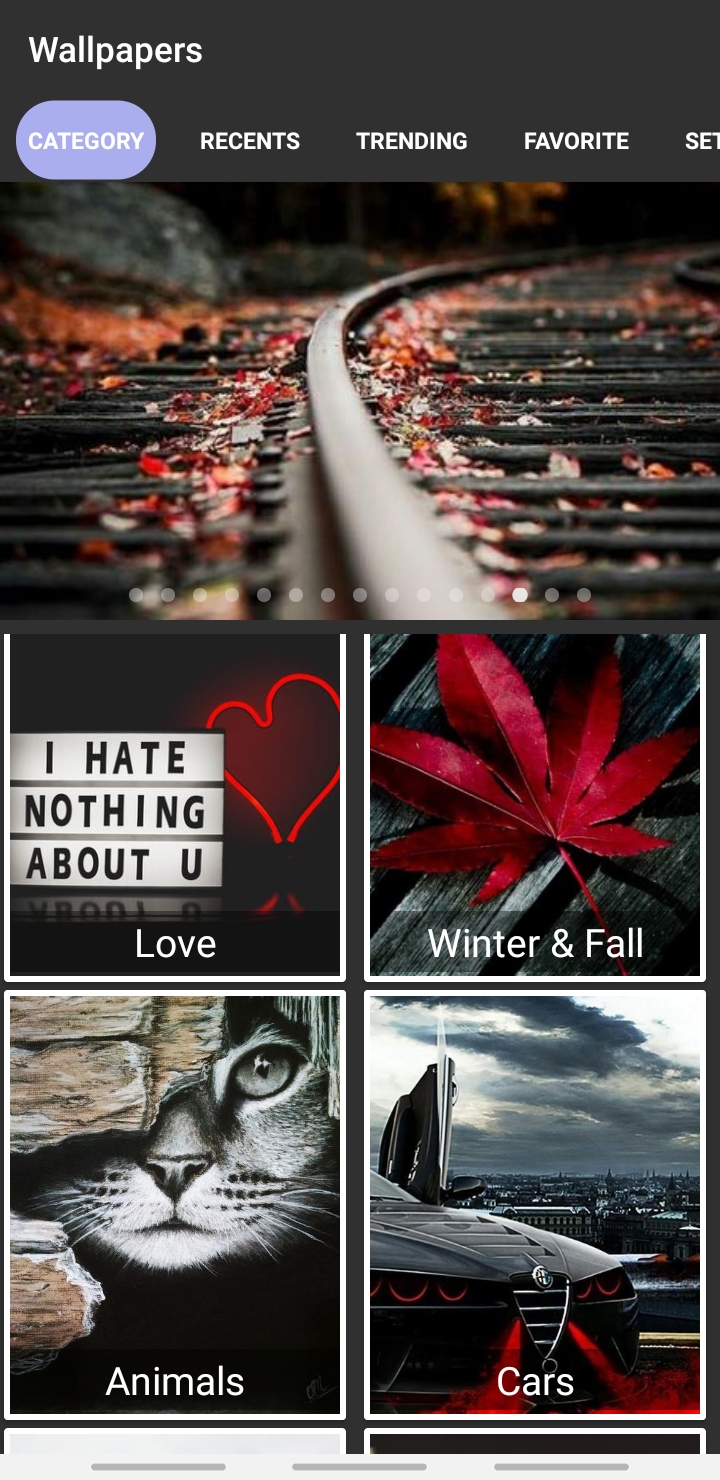 Wallpapers
CATEGORY
RECENTS
TRENDING
FAVORITE
SET
I HATE
NOTHING
ABOUT U
Love
Winter & Fall
Animals
Cars